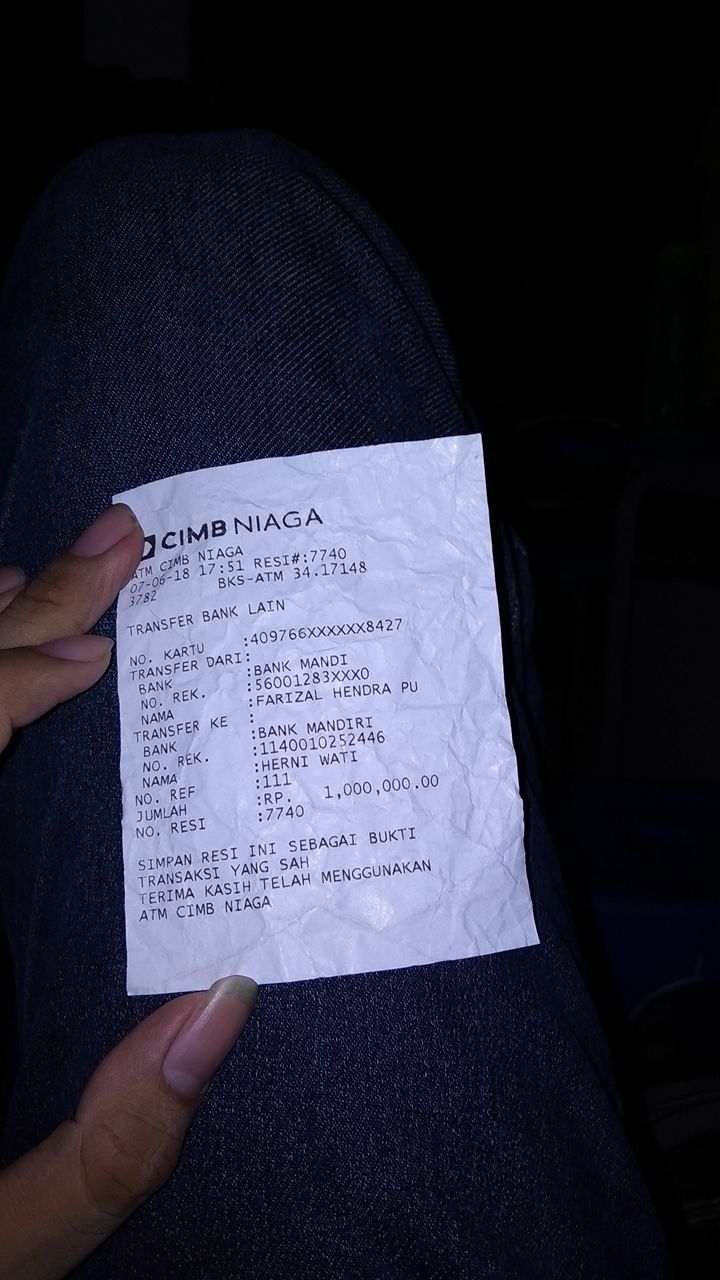 CIMB NIAGA
ATM CIMB NIAGA
07-06-18 17:51 RESI#:7740
3782 BKS-ATM 34.17148
TRANSFER BANK LAIN
NO. KARTU :409766XXXXXX8427
TRANSFER DARI:
BANK :BANK MANDI
NO. REK. :56001283XXX0
NAMA :FARIZAL HENDRA PU
TRANSFER KE :
BANK :BANK MANDIRI
NO. REK. :1140010252446
NAMA :HERNI WATI
NO. REF :111
JUMLAH :RP. 1,000,000.00
NO. RESI :7740
SIMPAN RESI INI SEBAGAI BUKTI
TRANSAKSI YANG SAH
TERIMA KASIH TELAH MENGGUNAKAN
ATM CIMB NIAGA